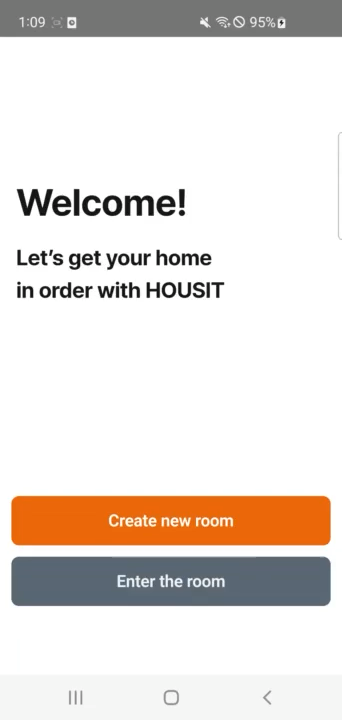 1:09
95%
Welcome!
Let's get your home
in order with HOUSIT
Create new room
Enter the room